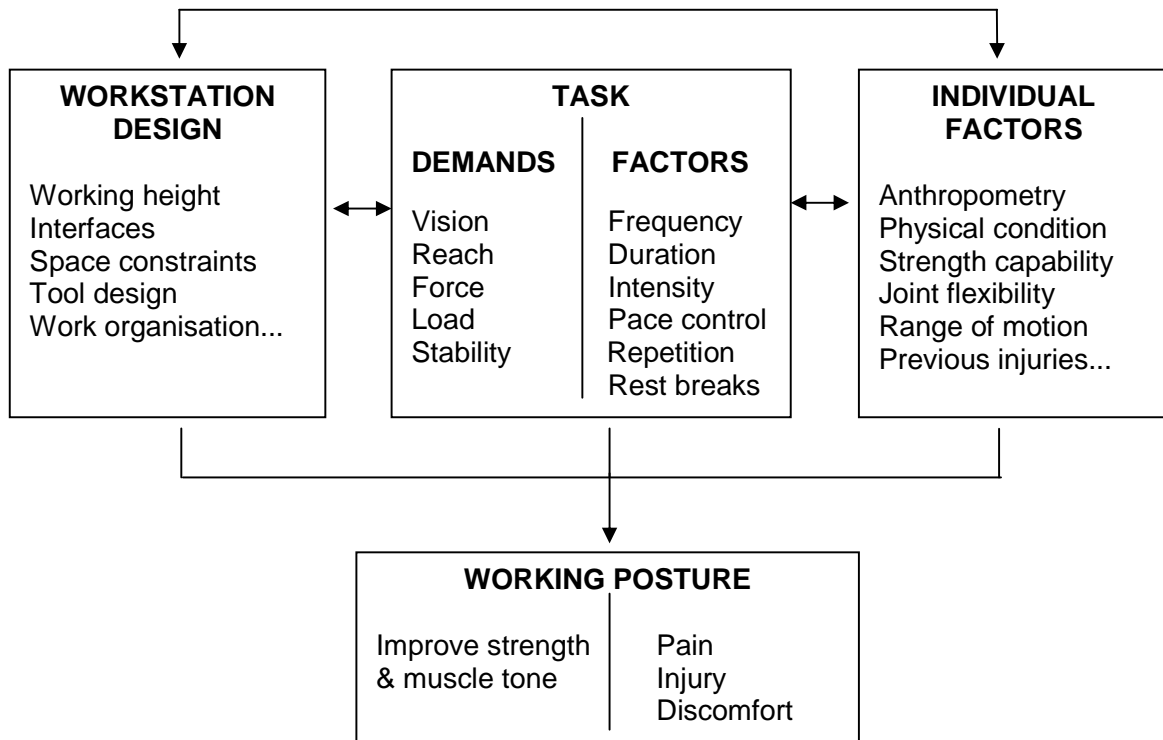 WORKSTATION
DESIGN
Working height
Interfaces
Space constraints
Tool design
Work organisation...
TASK
DEMANDS
Vision
Reach
Force
Load
Stability
FACTORS
Frequency
Duration
Intensity
Pace control
Repetition
Rest breaks
INDIVIDUAL
FACTORS
Anthropometry
Physical condition
Strength capability
Joint flexibility
Range of motion
Previous injuries...
WORKING POSTURE
Improve strength
& muscle tone
Pain
Injury
Discomfort